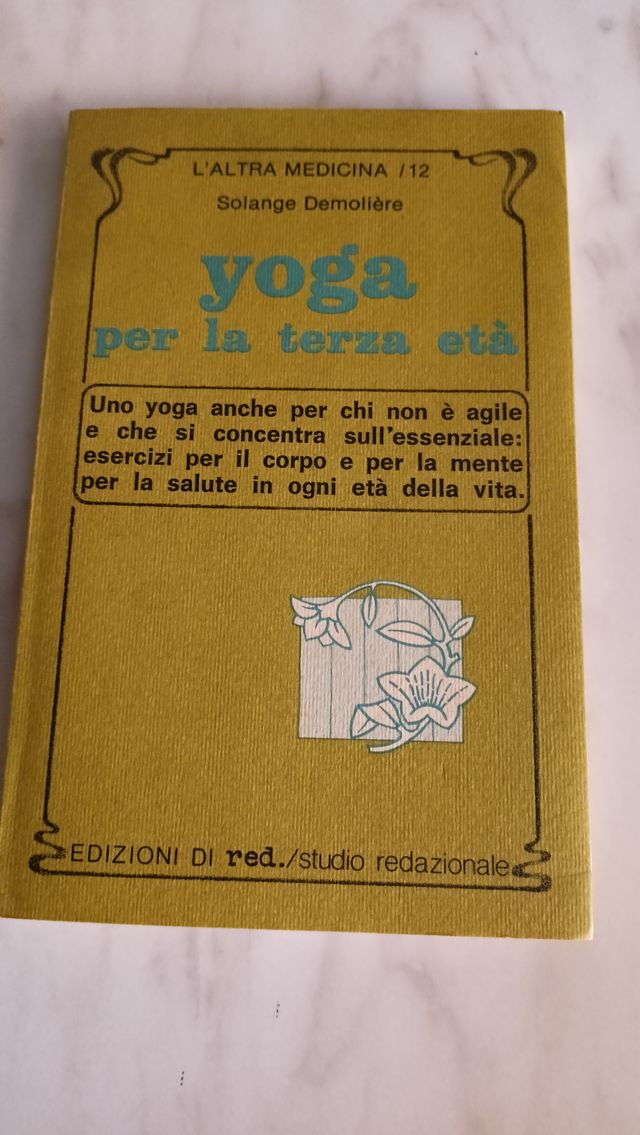 L'ALTRA MEDICINA / 12
Solange Demolière
yoga
per la terza età
Uno yoga anche per chi non è agile
e che si concentra sull'essenziale:
esercizi per il corpo e per la mente
per la salute in ogni età della vita.
EDIZIONI DI red./studio redazionale